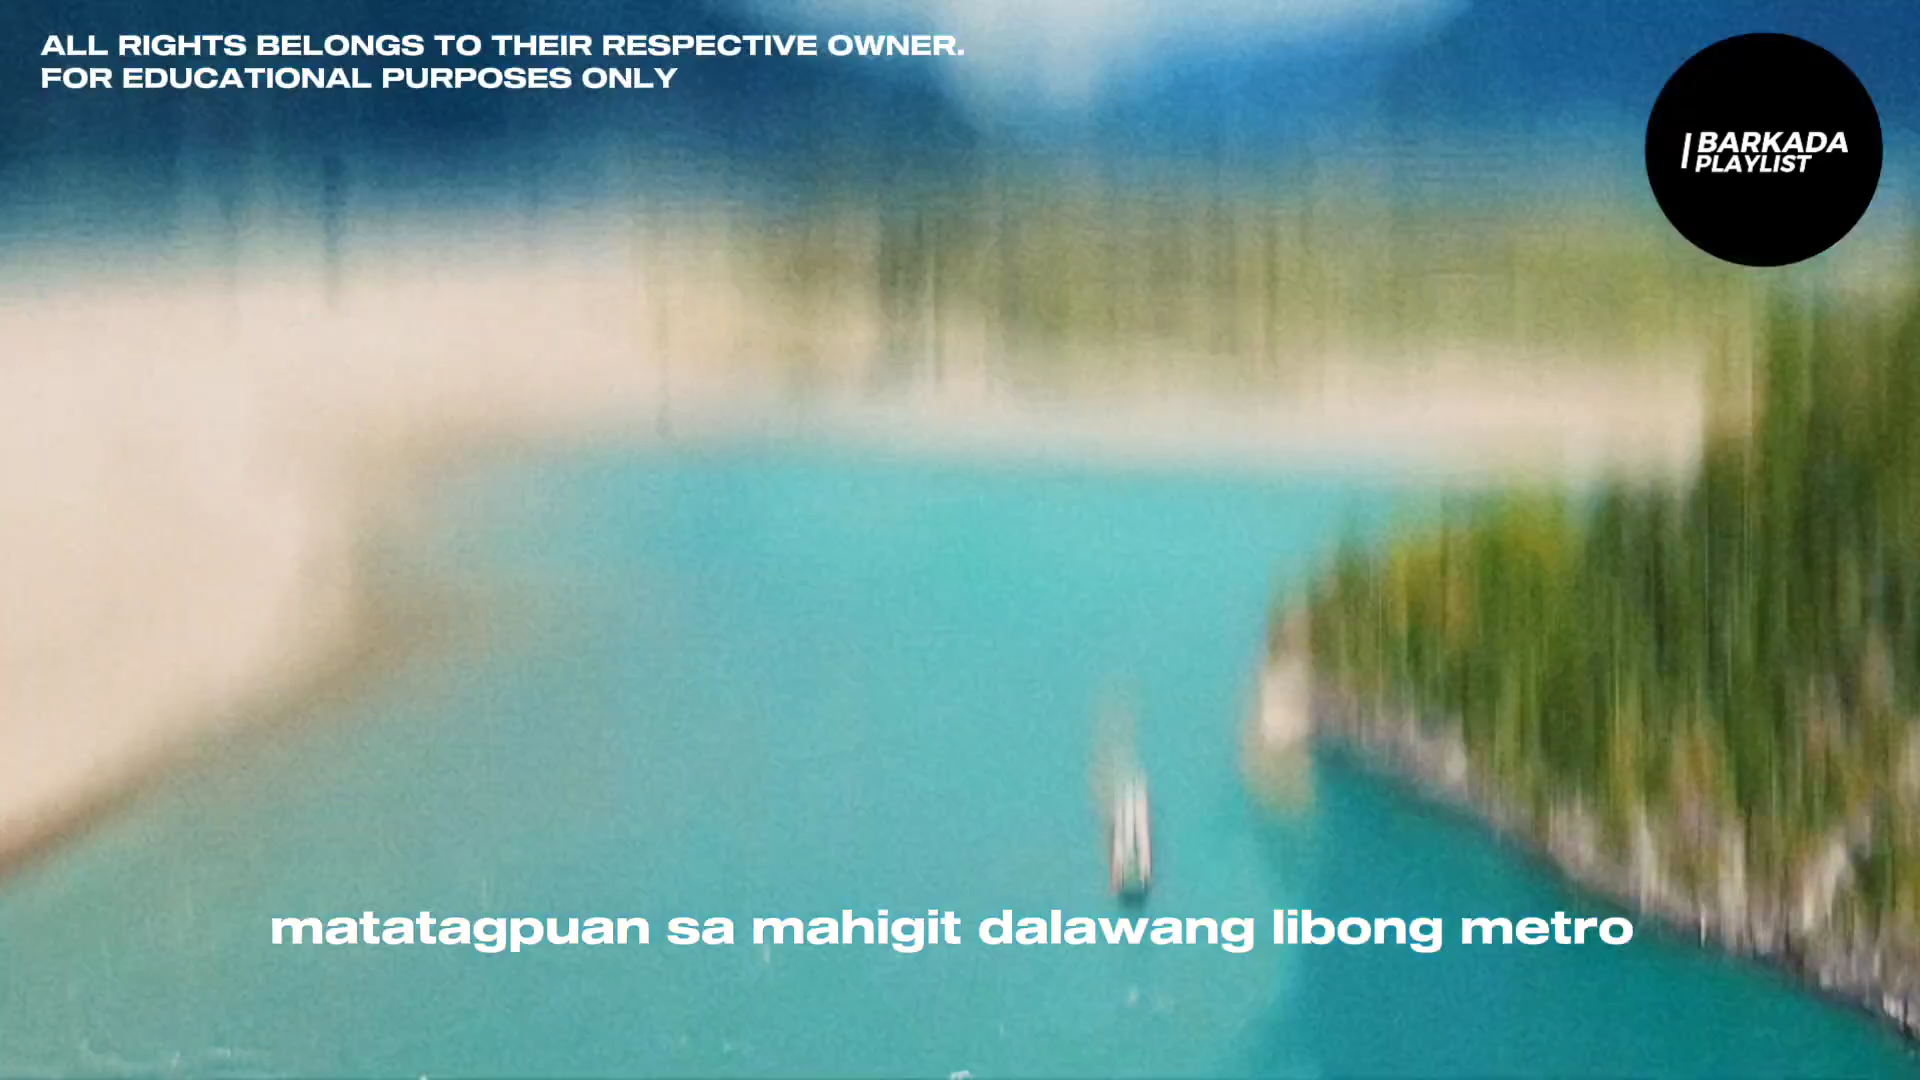 ALL RIGHTS BELONGS TO THEIR RESPECTIVE OWNER.
FOR EDUCATIONAL PURPOSES ONLY
BARKADA
PLAYLIST
matatagpuan sa mahigit dalawang libong metro